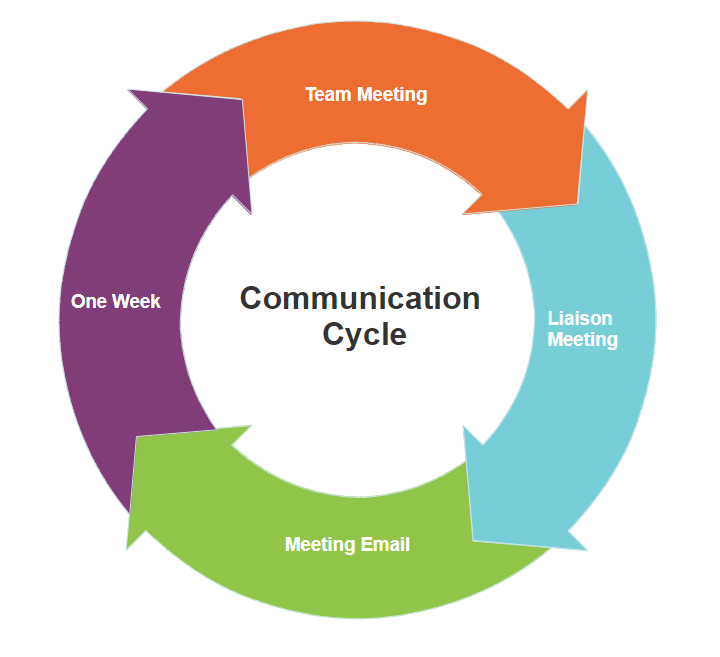 Team Meeting
Communication
Cycle
One Week
Liaison
Meeting
Meeting Email